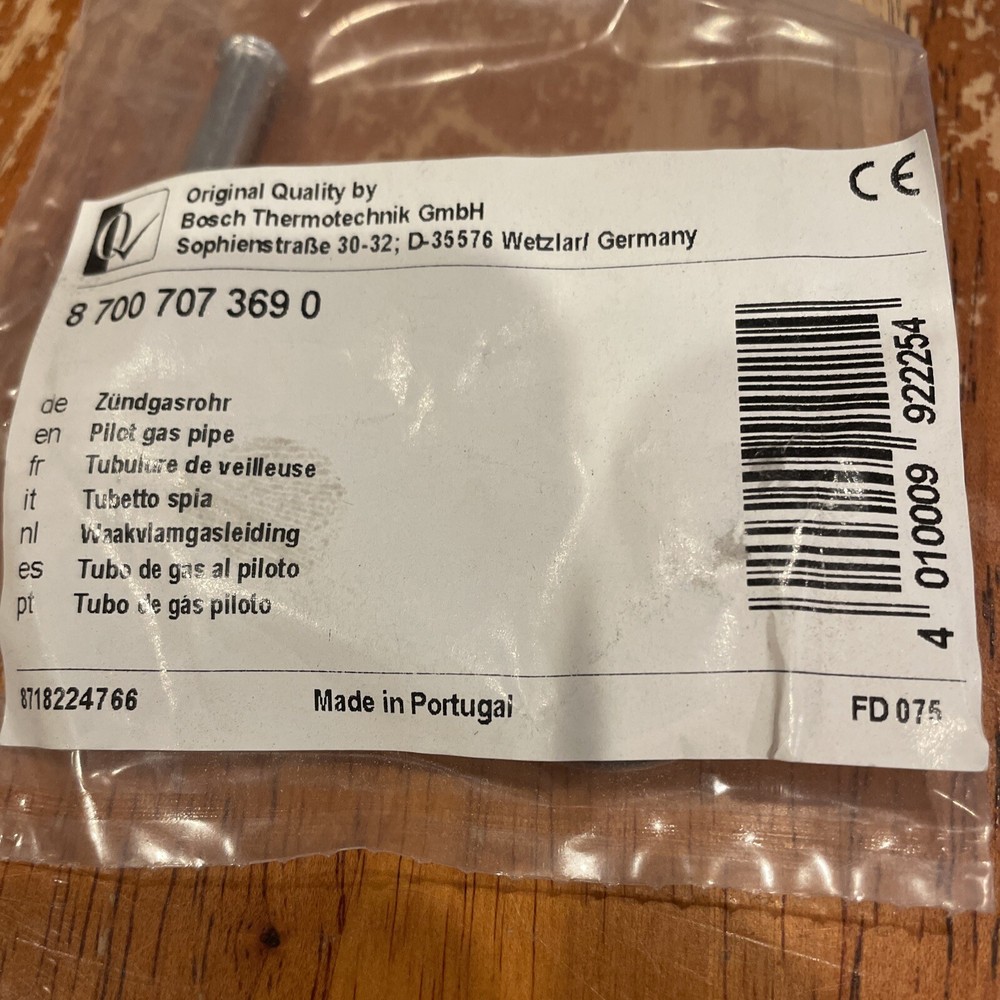 Original Quality by
Bosch Thermotechnik GmbH
Sophienstraße 30-32; D-35576 Wetzlar/ Germany
CE
8 700 707 369 0
de Zündgasrohr
en Pilot gas pipe
fr Tubulure de veilleuse
it Tubetto spia
nl Waakvlamgasleiding
es Tubo de gas al piloto
pt Tubo de gás piloto
4 010009 922254
8718224766 Made in Portugal FD 075